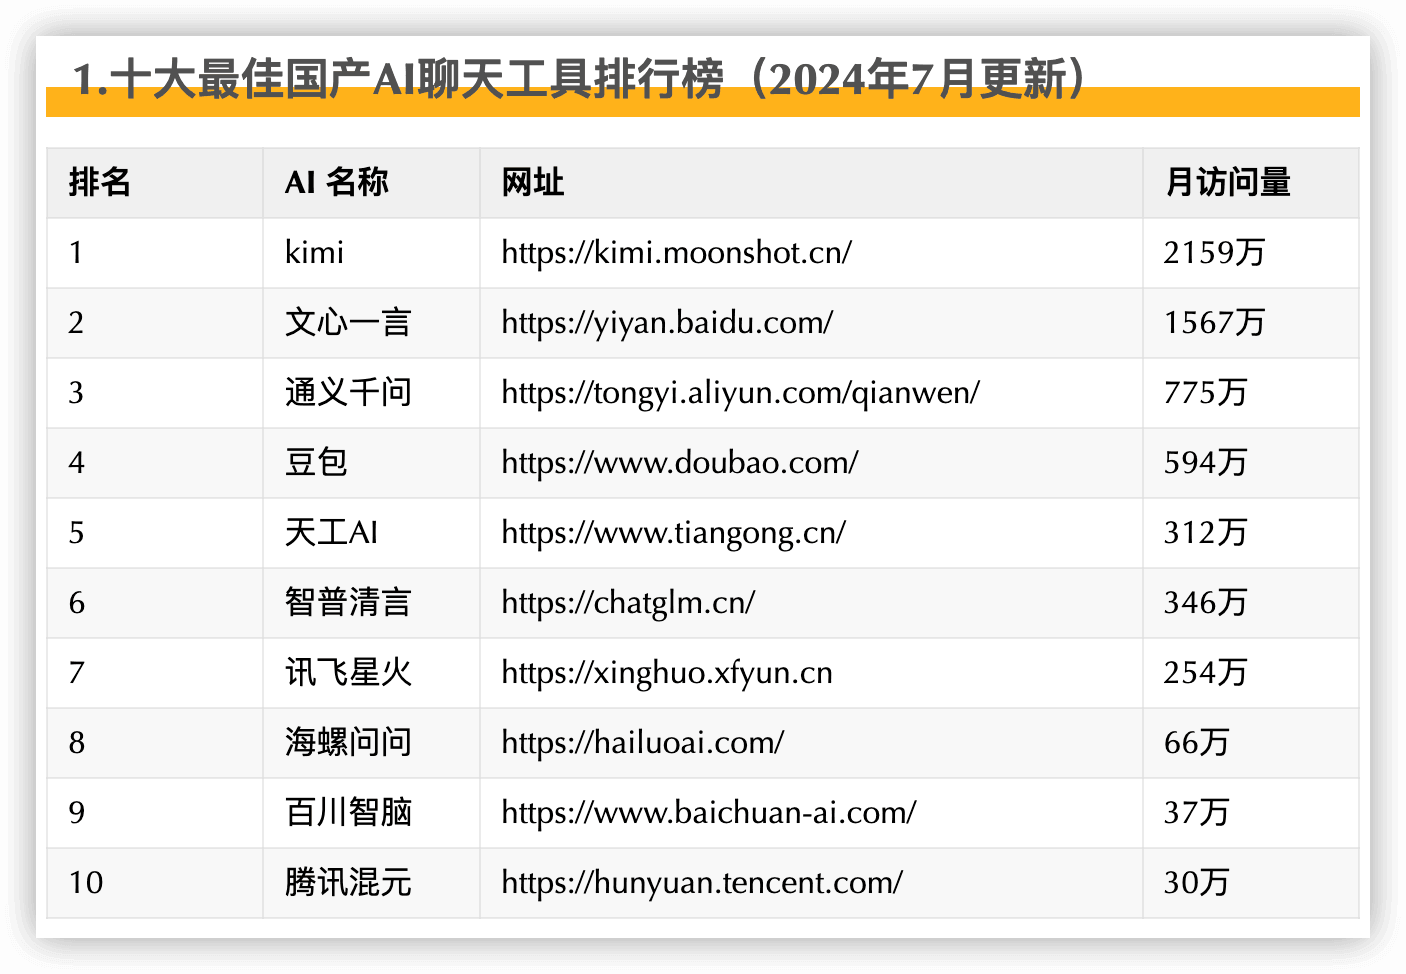 1.十大最佳国产AI聊天工具排行榜（2024年7月更新）
排名 AI 名称 网址 月访问量
1 kimi https://kimi.moonshot.cn/ 2159万
2 文心一言 https://yiyan.baidu.com/ 1567万
3 通义千问 https://tongyi.aliyun.com/qianwen/ 775万
4 豆包 https://www.doubao.com/ 594万
5 天工AI https://www.tiangong.cn/ 312万
6 智普清言 https://chatglm.cn/ 346万
7 讯飞星火 https://xinghuo.xfyun.cn 254万
8 海螺问问 https://hailuoai.com/ 66万
9 百川智脑 https://www.baichuan-ai.com/ 37万
10 腾讯混元 https://hunyuan.tencent.com/ 30万